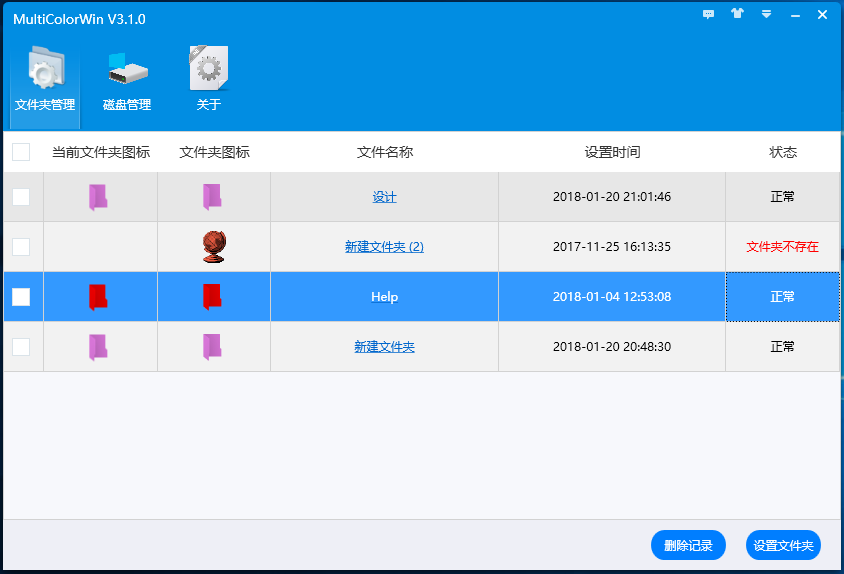 MultiColorWin V3.1.0
文件夹管理 磁盘管理 关于
当前文件夹图标 文件夹图标 文件名称 设置时间 状态
设计 2018-01-20 21:01:46 正常
新建文件夹 (2) 2017-11-25 16:13:35 文件夹不存在
Help 2018-01-04 12:53:08 正常
新建文件夹 2018-01-20 20:48:30 正常
删除记录 设置文件夹